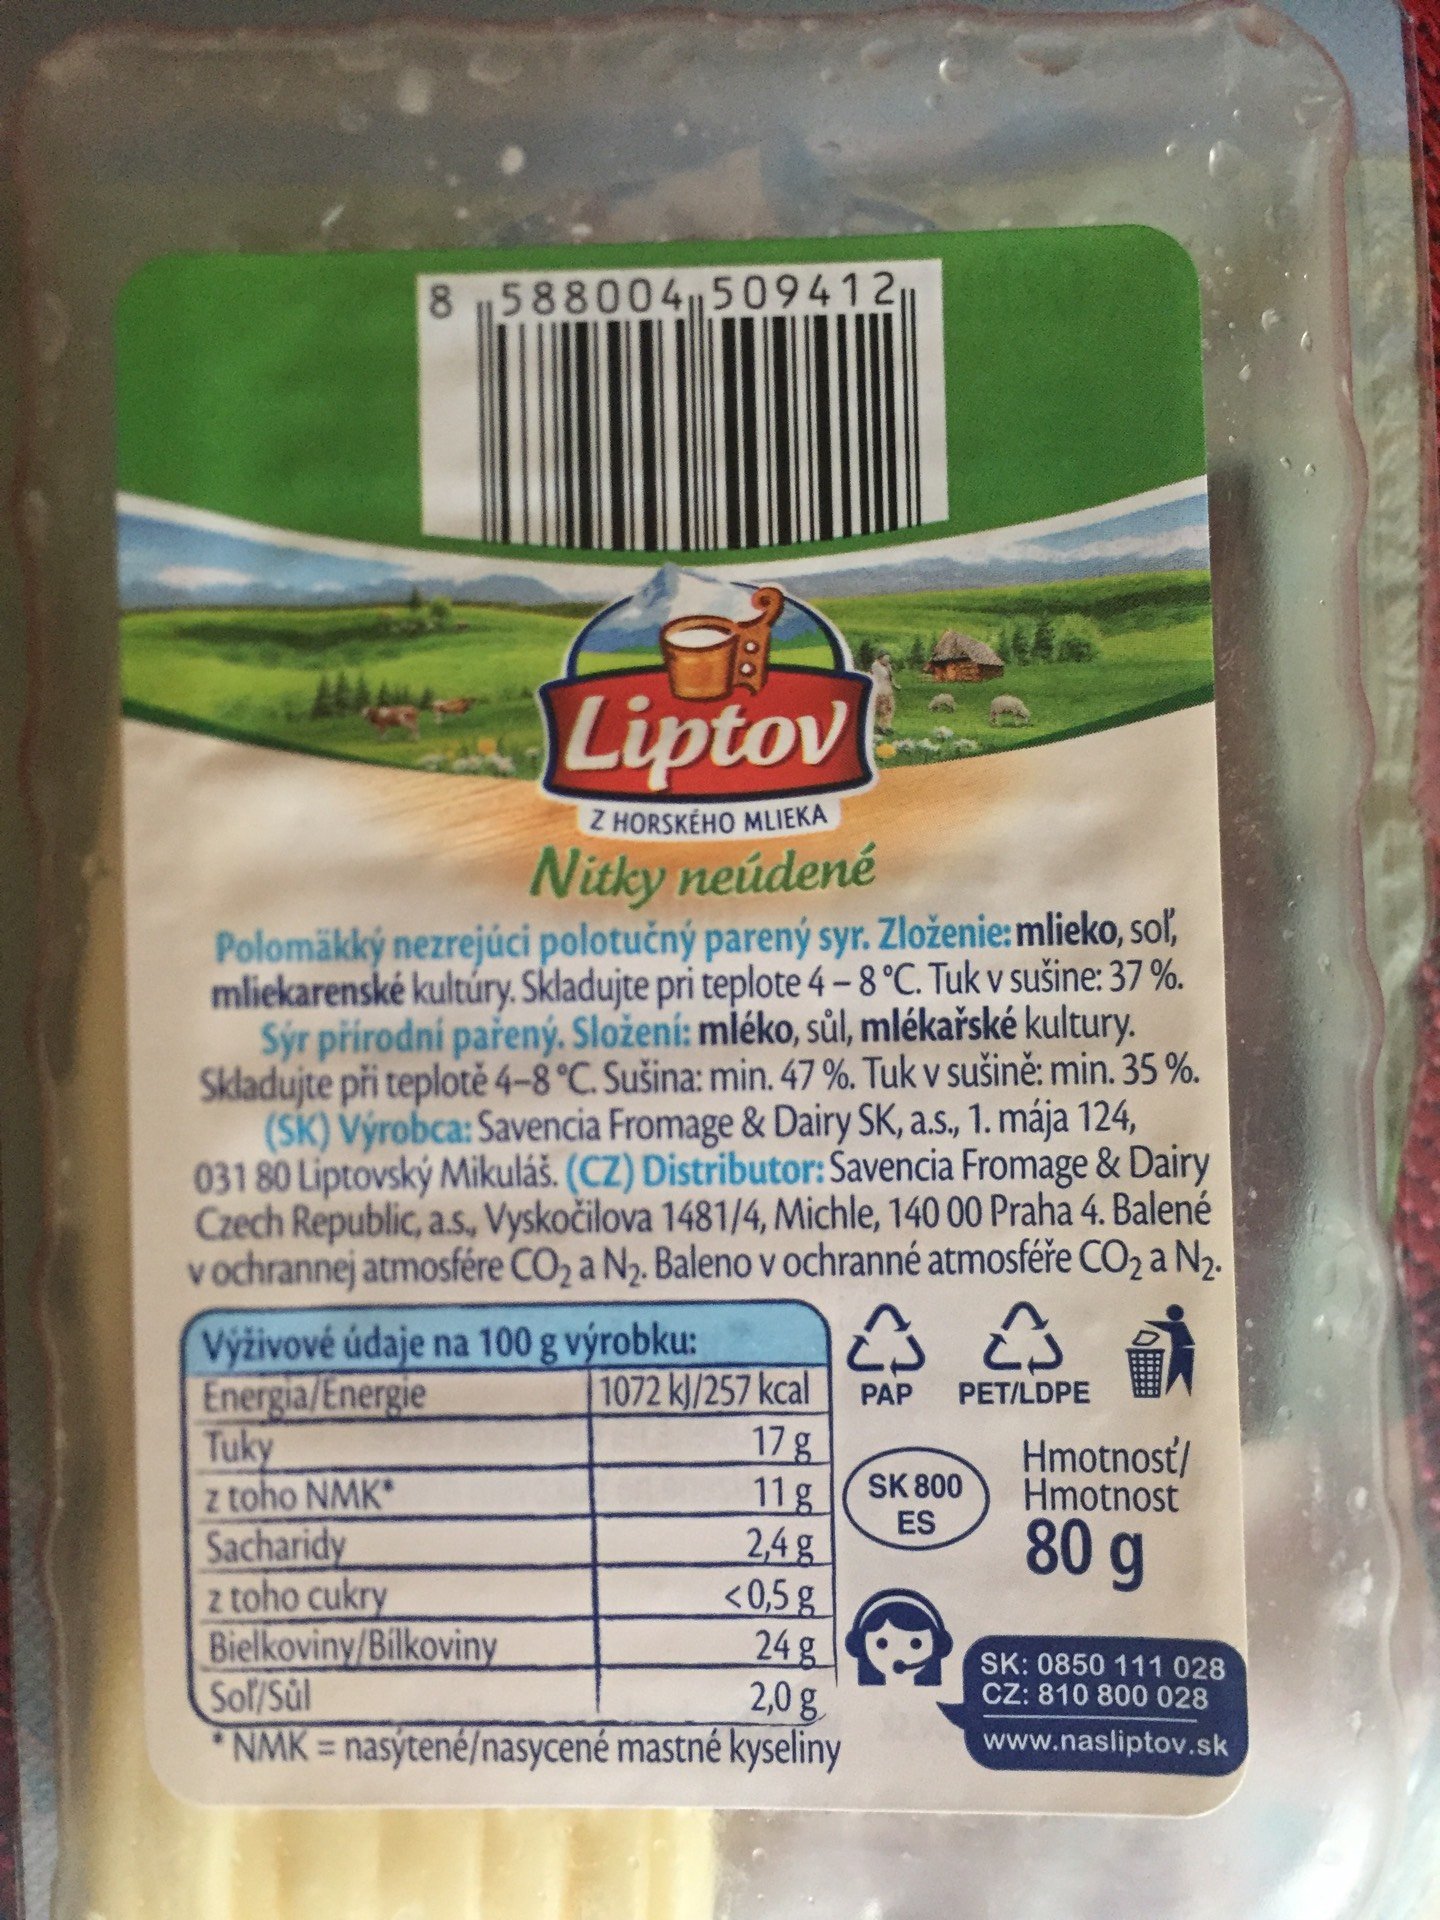 8 588004 509412
Liptov
Z HORSKÉHO MLIEKA
Nitky neúdené
Polomäkký nezrejúci polotučný parený syr. Zloženie: mlieko, soľ,
mliekarenské kultúry. Skladujte pri teplote 4 – 8 °C. Tuk v sušine: 37 %.
Sýr přírodní pařený. Složení: mléko, sůl, mlékařské kultury.
Skladujte při teplotě 4–8 °C. Sušina: min. 47 %. Tuk v sušině: min. 35 %.
(SK) Výrobca: Savencia Fromage & Dairy SK, a.s., 1. mája 124,
031 80 Liptovský Mikuláš. (CZ) Distributor: Savencia Fromage & Dairy
Czech Republic, a.s., Vyskočilova 1481/4, Michle, 140 00 Praha 4. Balené
v ochrannej atmosfére CO₂ a N₂. Baleno v ochranné atmosféře CO₂ a N₂.
Výživové údaje na 100 g výrobku:
Energia/Energie 1072 kJ/257 kcal
Tuky 17 g
z toho NMK* 11 g
Sacharidy 2,4 g
z toho cukry <0,5 g
Bielkoviny/Bílkoviny 24 g
Soľ/Sůl 2,0 g
* NMK = nasýtené/nasycené mastné kyseliny
PAP PET/LDPE
SK 800
ES
Hmotnosť/
Hmotnost
80 g
SK: 0850 111 028
CZ: 810 800 028
www.nasliptov.sk